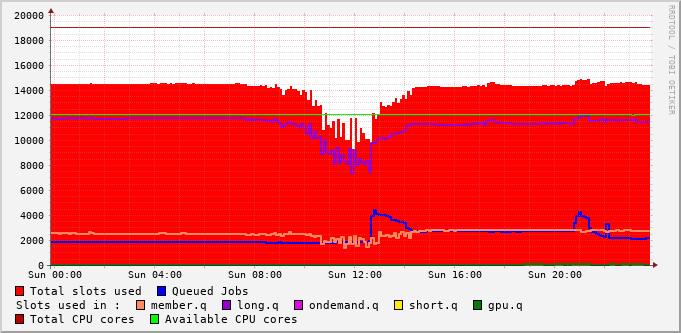 20000
18000
16000
14000
12000
10000
8000
6000
4000
2000
0
Sun 00:00 Sun 04:00 Sun 08:00 Sun 12:00 Sun 16:00 Sun 20:00
Total slots used Queued Jobs
Slots used in : member.q long.q ondemand.q short.q gpu.q
Total CPU cores Available CPU cores
RRDTOOL / TOBI OETIKER